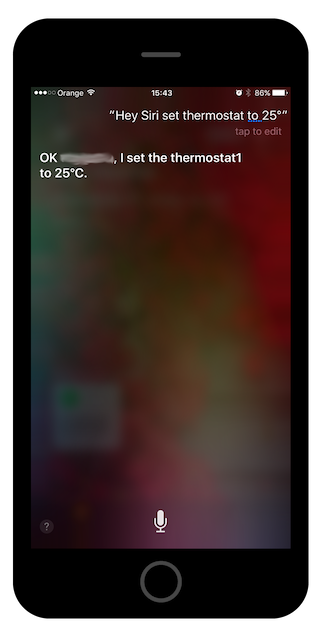 Orange 15:43 86%
"Hey Siri set thermostat to 25°"
tap to edit
OK , I set the thermostat1
to 25°C.
?